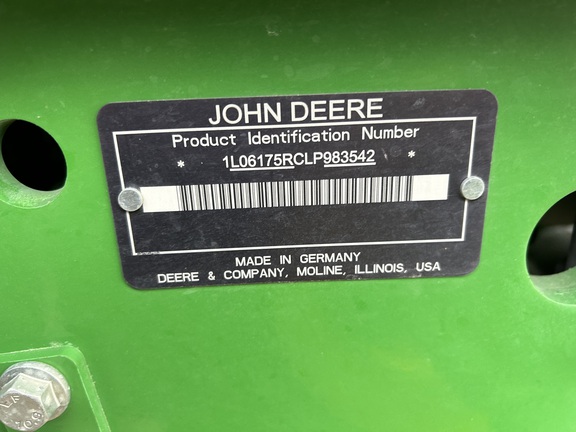 JOHN DEERE
Product Identification Number
* 1L06175RCLP983542 *
MADE IN GERMANY
DEERE & COMPANY, MOLINE, ILLINOIS, USA